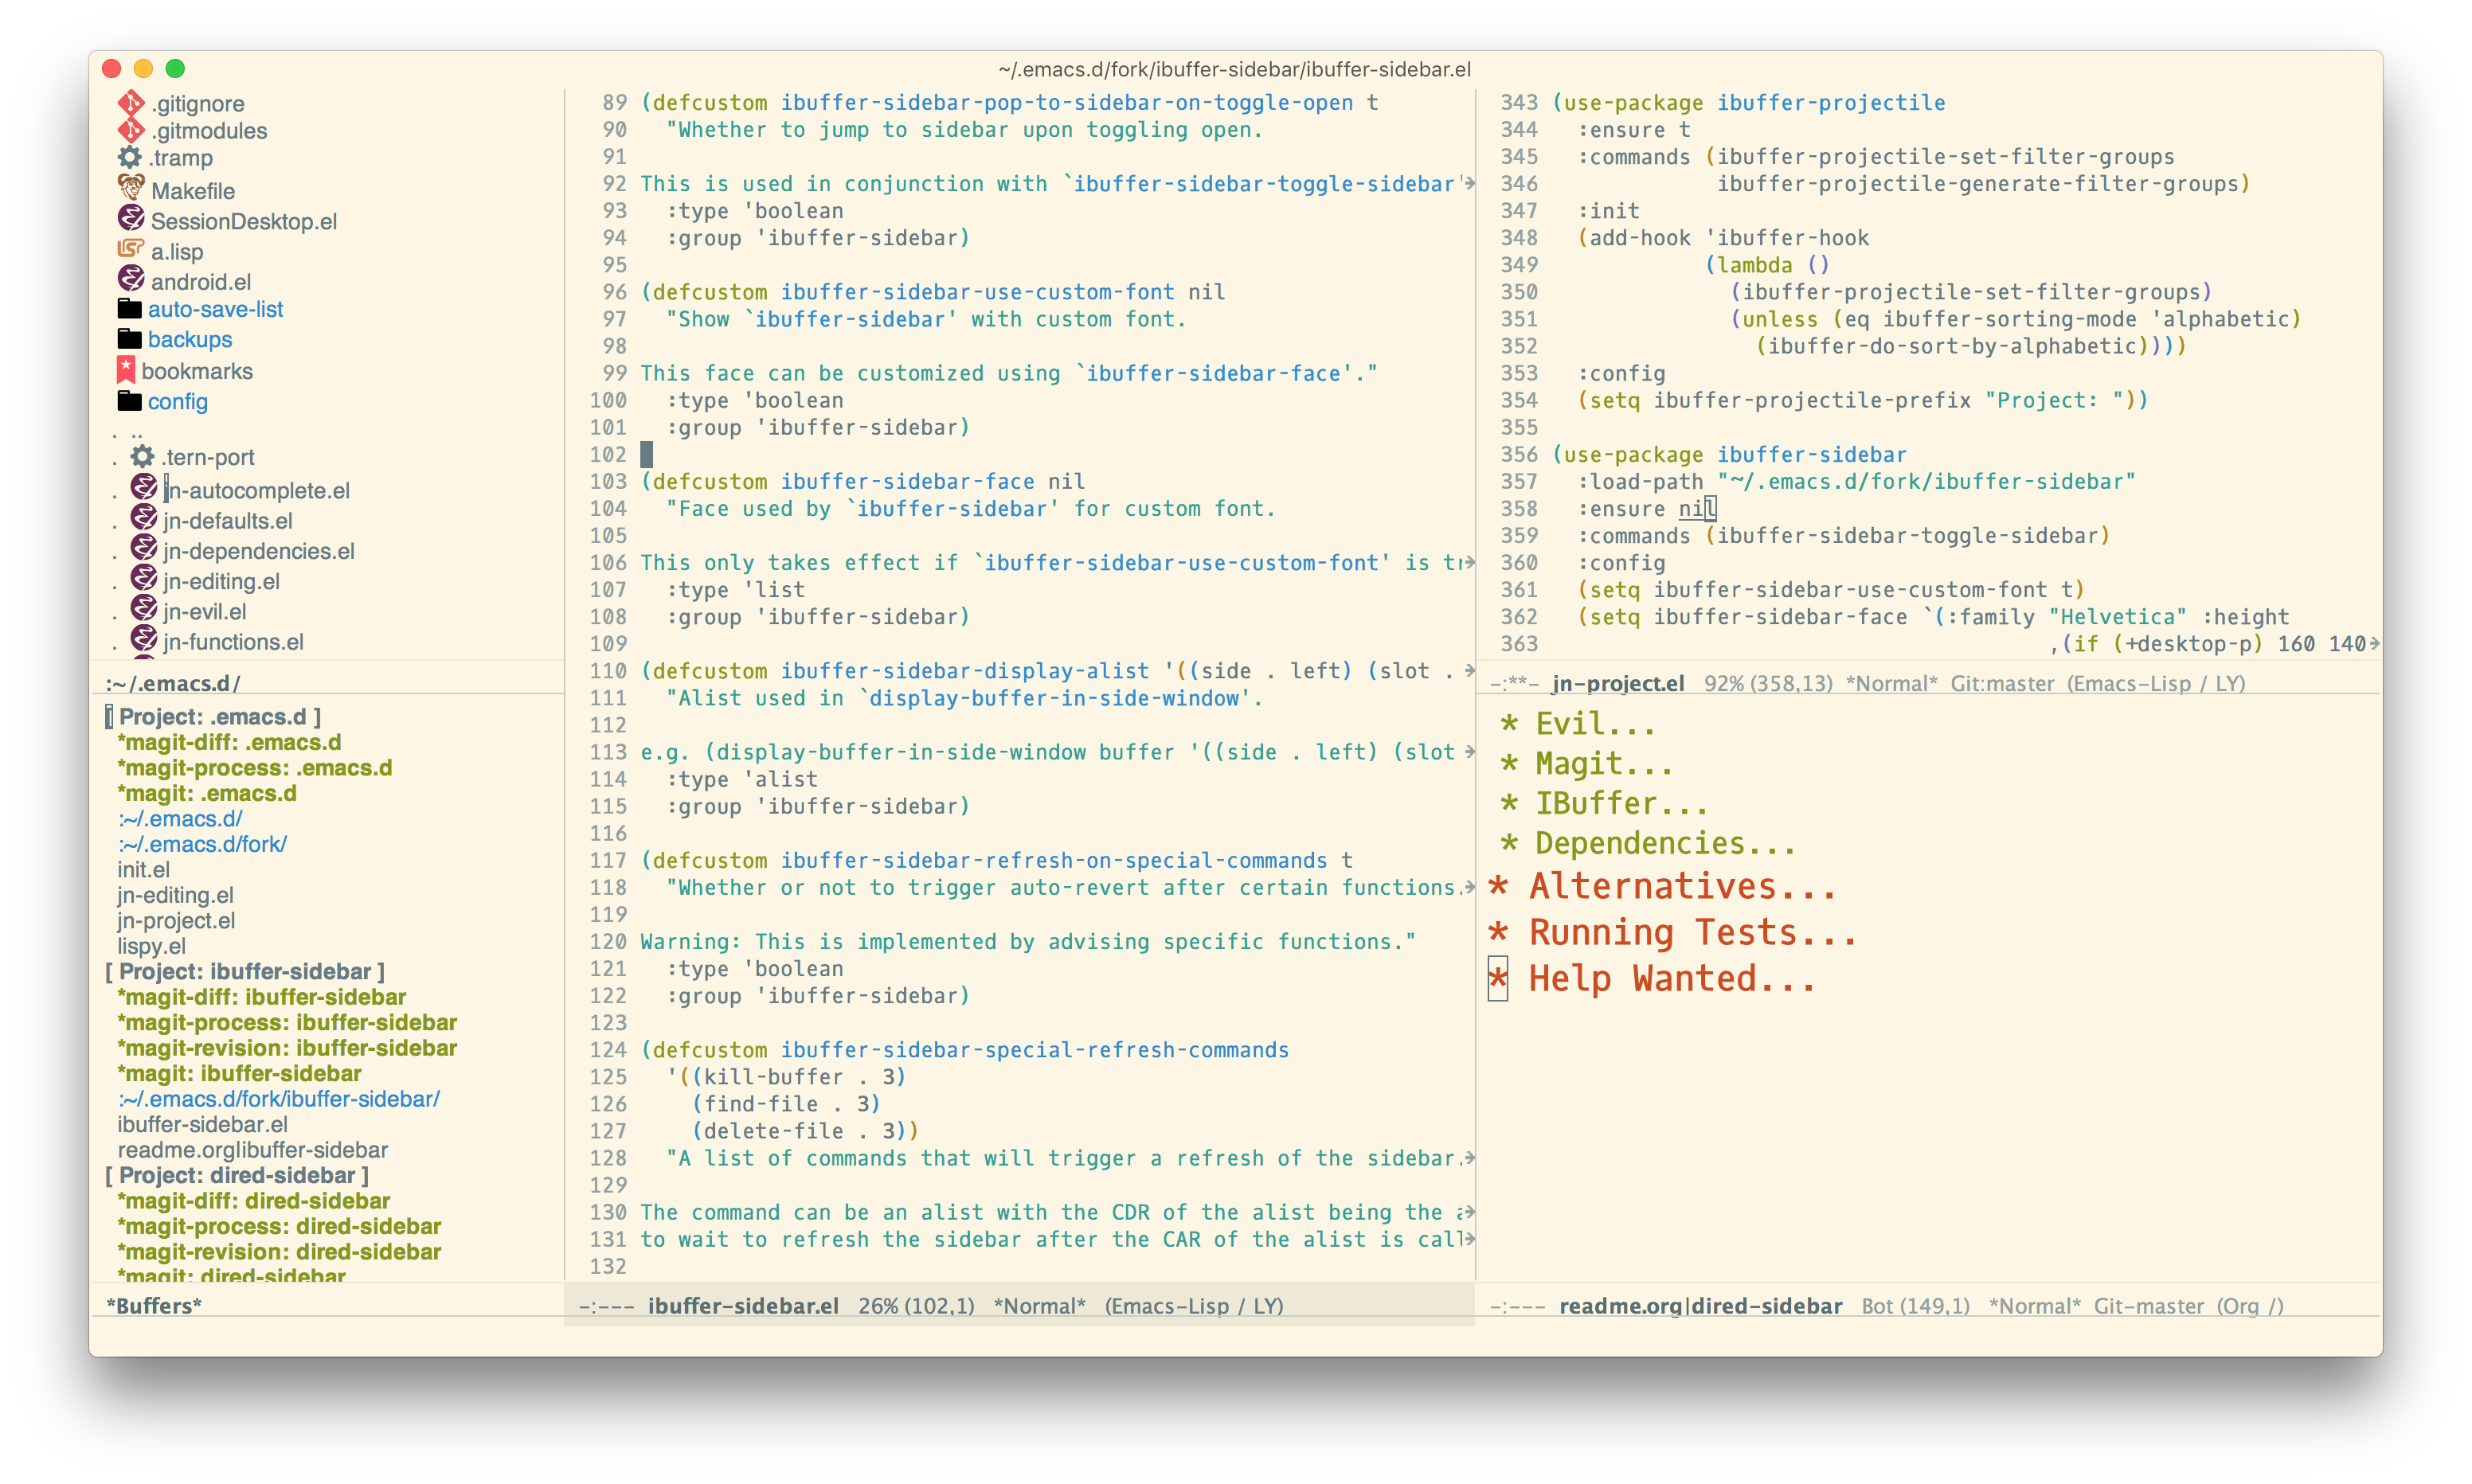 ~/.emacs.d/fork/ibuffer-sidebar/ibuffer-sidebar.el
.gitignore
.gitmodules
.tramp
Makefile
SessionDesktop.el
a.lisp
android.el
auto-save-list
backups
bookmarks
config
. ..
. .tern-port
. jn-autocomplete.el
. jn-defaults.el
. jn-dependencies.el
. jn-editing.el
. jn-evil.el
. jn-functions.el
:~/.emacs.d/
[ Project: .emacs.d ]
*magit-diff: .emacs.d
*magit-process: .emacs.d
*magit: .emacs.d
:~/.emacs.d/
:~/.emacs.d/fork/
init.el
jn-editing.el
jn-project.el
lispy.el
[ Project: ibuffer-sidebar ]
*magit-diff: ibuffer-sidebar
*magit-process: ibuffer-sidebar
*magit-revision: ibuffer-sidebar
*magit: ibuffer-sidebar
:~/.emacs.d/fork/ibuffer-sidebar/
ibuffer-sidebar.el
readme.org|ibuffer-sidebar
[ Project: dired-sidebar ]
*magit-diff: dired-sidebar
*magit-process: dired-sidebar
*magit-revision: dired-sidebar
*magit: dired-sidebar
*Buffers*
89 (defcustom ibuffer-sidebar-pop-to-sidebar-on-toggle-open t
90 "Whether to jump to sidebar upon toggling open.
91
92 This is used in conjunction with `ibuffer-sidebar-toggle-sidebar'
93 :type 'boolean
94 :group 'ibuffer-sidebar)
95
96 (defcustom ibuffer-sidebar-use-custom-font nil
97 "Show `ibuffer-sidebar' with custom font.
98
99 This face can be customized using `ibuffer-sidebar-face'."
100 :type 'boolean
101 :group 'ibuffer-sidebar)
102
103 (defcustom ibuffer-sidebar-face nil
104 "Face used by `ibuffer-sidebar' for custom font.
105
106 This only takes effect if `ibuffer-sidebar-use-custom-font' is tr
107 :type 'list
108 :group 'ibuffer-sidebar)
109
110 (defcustom ibuffer-sidebar-display-alist '((side . left) (slot .
111 "Alist used in `display-buffer-in-side-window'.
112
113 e.g. (display-buffer-in-side-window buffer '((side . left) (slot
114 :type 'alist
115 :group 'ibuffer-sidebar)
116
117 (defcustom ibuffer-sidebar-refresh-on-special-commands t
118 "Whether or not to trigger auto-revert after certain functions.
119
120 Warning: This is implemented by advising specific functions."
121 :type 'boolean
122 :group 'ibuffer-sidebar)
123
124 (defcustom ibuffer-sidebar-special-refresh-commands
125 '((kill-buffer . 3)
126 (find-file . 3)
127 (delete-file . 3))
128 "A list of commands that will trigger a refresh of the sidebar.
129
130 The command can be an alist with the CDR of the alist being the
131 to wait to refresh the sidebar after the CAR of the alist is call
132
-:--- ibuffer-sidebar.el 26% (102,1) *Normal* (Emacs-Lisp / LY)
343 (use-package ibuffer-projectile
344 :ensure t
345 :commands (ibuffer-projectile-set-filter-groups
346 ibuffer-projectile-generate-filter-groups)
347 :init
348 (add-hook 'ibuffer-hook
349 (lambda ()
350 (ibuffer-projectile-set-filter-groups)
351 (unless (eq ibuffer-sorting-mode 'alphabetic)
352 (ibuffer-do-sort-by-alphabetic))))
353 :config
354 (setq ibuffer-projectile-prefix "Project: "))
355
356 (use-package ibuffer-sidebar
357 :load-path "~/.emacs.d/fork/ibuffer-sidebar"
358 :ensure nil
359 :commands (ibuffer-sidebar-toggle-sidebar)
360 :config
361 (setq ibuffer-sidebar-use-custom-font t)
362 (setq ibuffer-sidebar-face `(:family "Helvetica" :height
363 ,(if (+desktop-p) 160 140
-:**- jn-project.el 92% (358,13) *Normal* Git:master (Emacs-Lisp / LY)
* Evil...
* Magit...
* IBuffer...
* Dependencies...
* Alternatives...
* Running Tests...
* Help Wanted...
-:--- readme.org|dired-sidebar Bot (149,1) *Normal* Git-master (Org /)